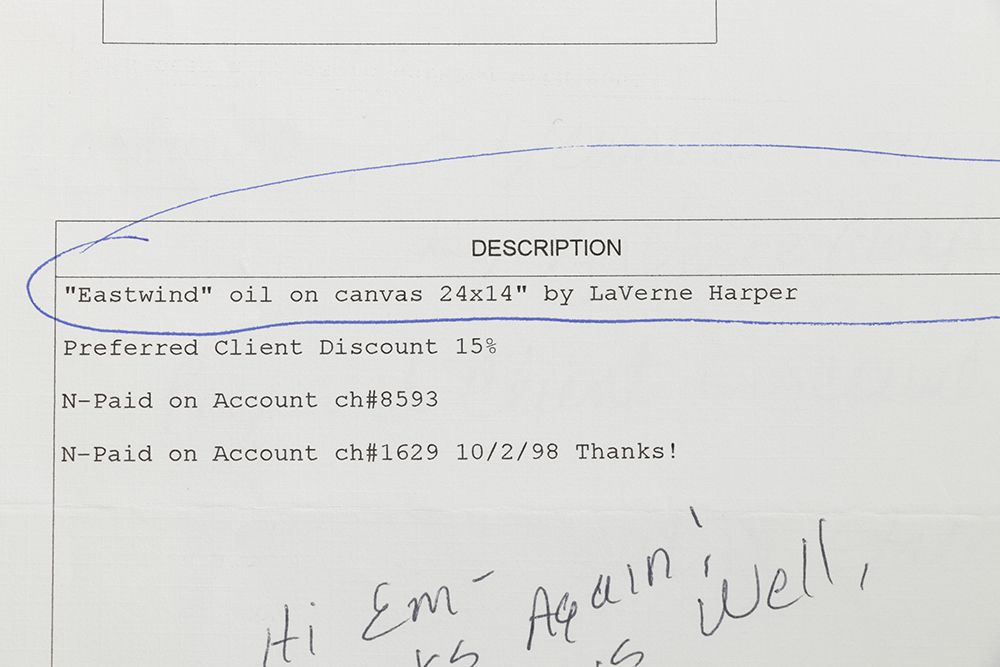 DESCRIPTION
"Eastwind" oil on canvas 24x14" by LaVerne Harper
Preferred Client Discount 15%
N-Paid on Account ch#8593
N-Paid on Account ch#1629 10/2/98 Thanks!
Hi Em-
Again!
Well,